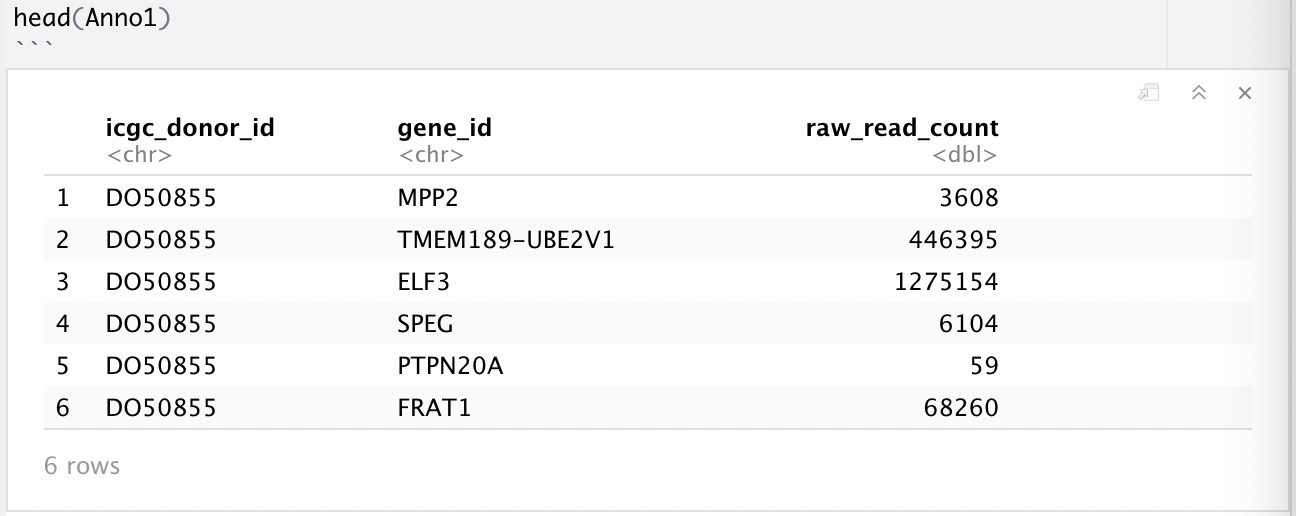 head(Anno1)
```
icgc_donor_id gene_id raw_read_count
<chr> <chr> <dbl>
1 DO50855 MPP2 3608
2 DO50855 TMEM189-UBE2V1 446395
3 DO50855 ELF3 1275154
4 DO50855 SPEG 6104
5 DO50855 PTPN20A 59
6 DO50855 FRAT1 68260
6 rows